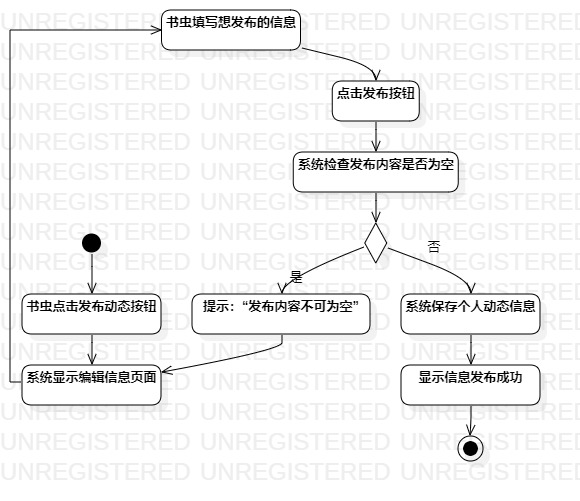 书虫填写想发布的信息
点击发布按钮
系统检查发布内容是否为空
否
是
书虫点击发布动态按钮
提示：“发布内容不可为空”
系统保存个人动态信息
系统显示编辑信息页面
显示信息发布成功
UNREGISTERED UNREGISTERED UNREGISTERED